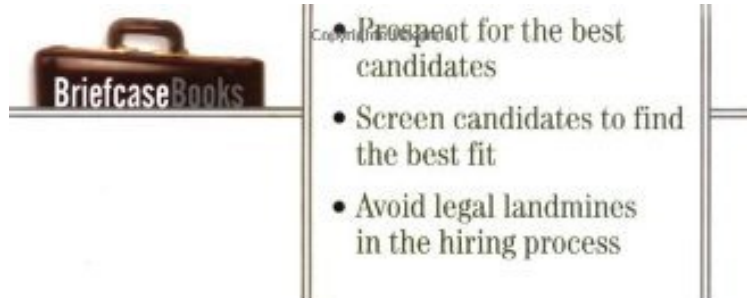 BriefcaseBooks
• Prospect for the best
candidates
• Screen candidates to find
the best fit
• Avoid legal landmines
in the hiring process